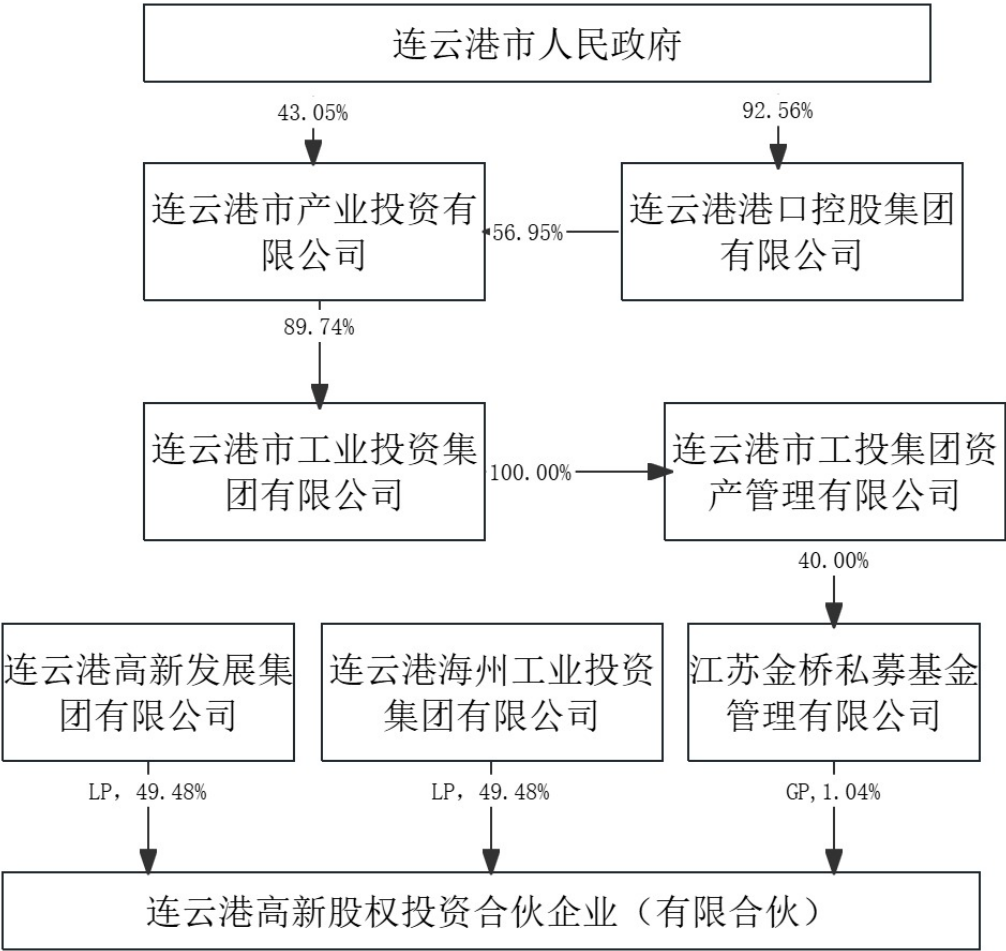 连云港市人民政府
43.05%
92.56%
连云港市产业投资有
限公司
56.95%
连云港港口控股集团
有限公司
89.74%
连云港市工业投资集
团有限公司
100.00%
连云港市工投集团资
产管理有限公司
40.00%
连云港高新发展集
团有限公司
连云港海州工业投资
集团有限公司
江苏金桥私募基金
管理有限公司
LP，49.48%
LP，49.48%
GP,1.04%
连云港高新股权投资合伙企业（有限合伙）